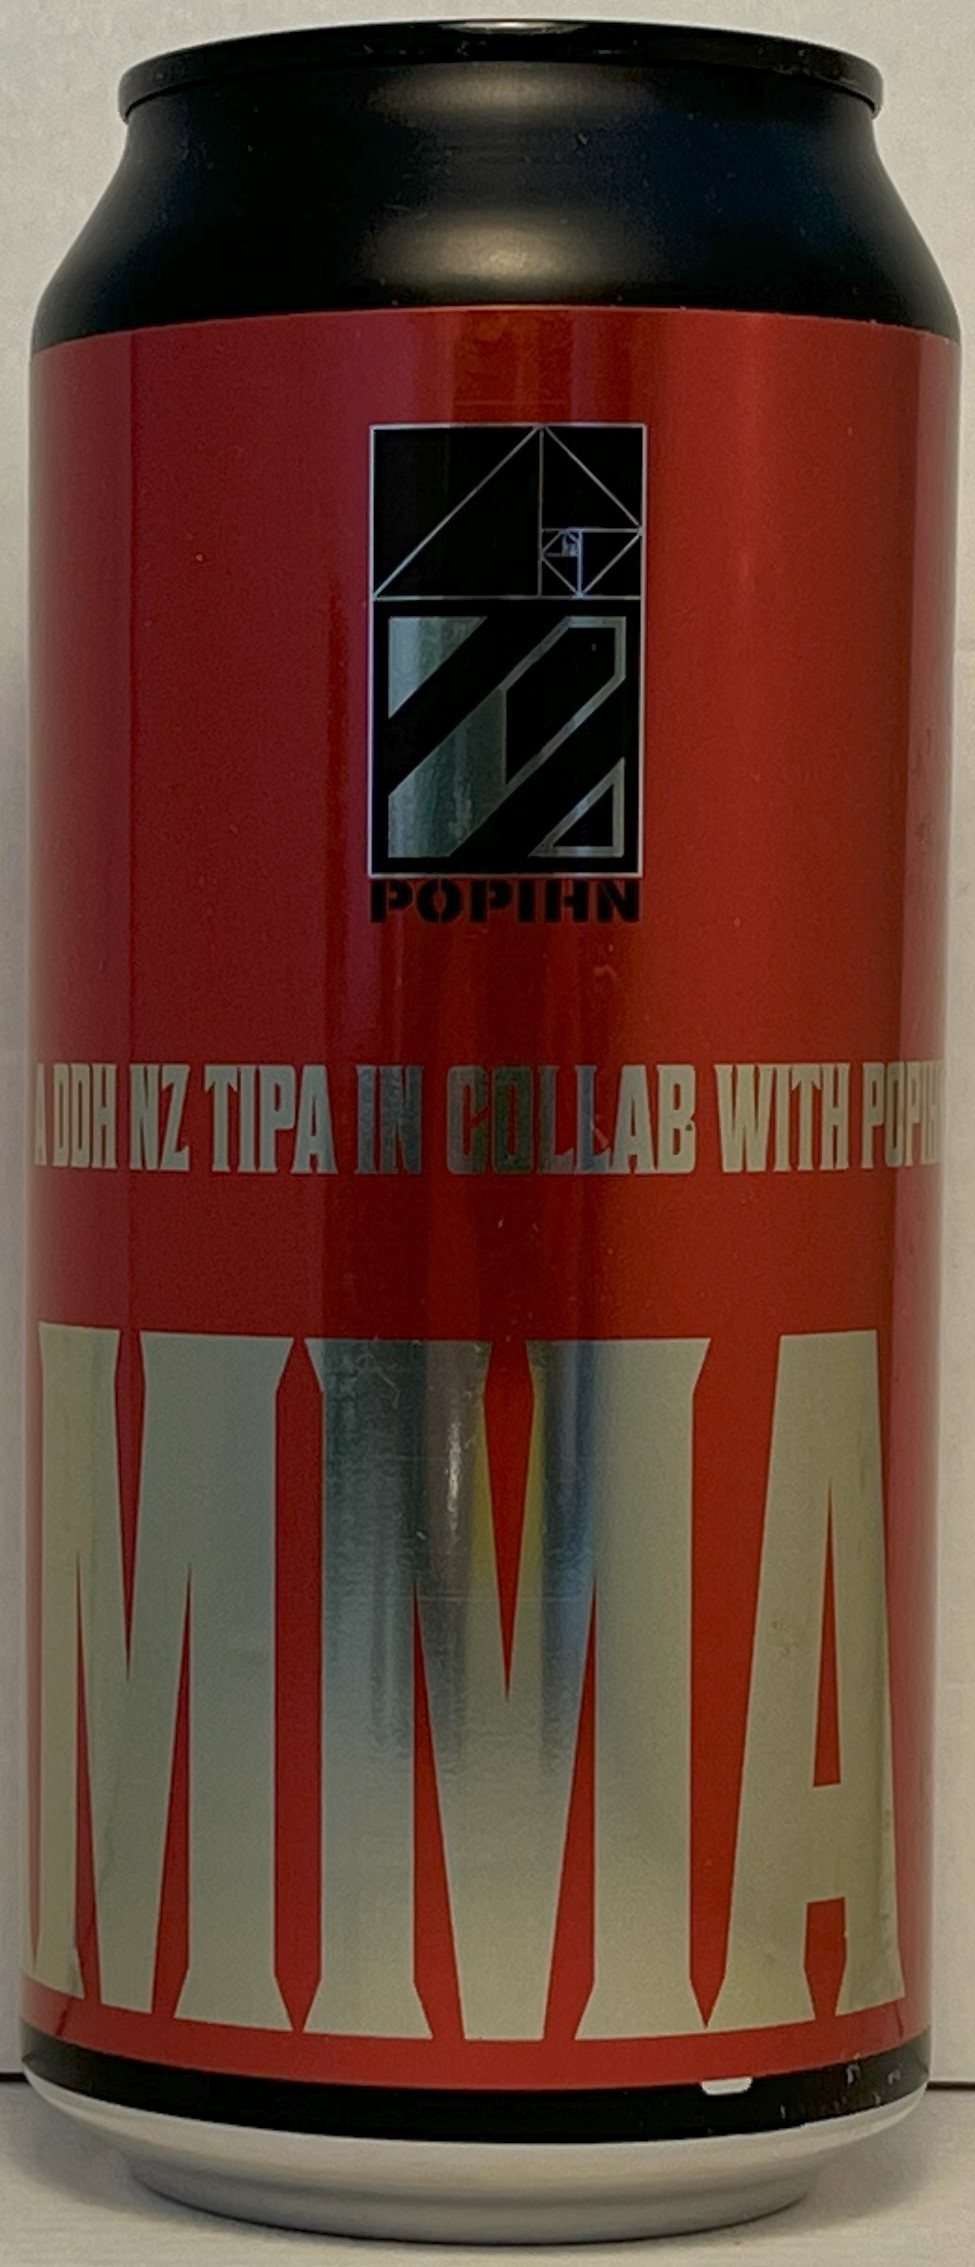 POPIHN
A DDH NZ TIPA IN COLLAB WITH POPIH
MMA